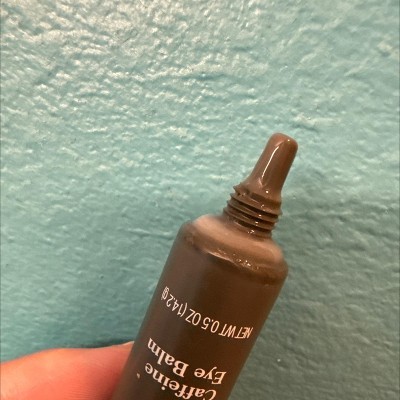 Caffeine
Eye Balm
NET WT 0.5 OZ (14.2 g)